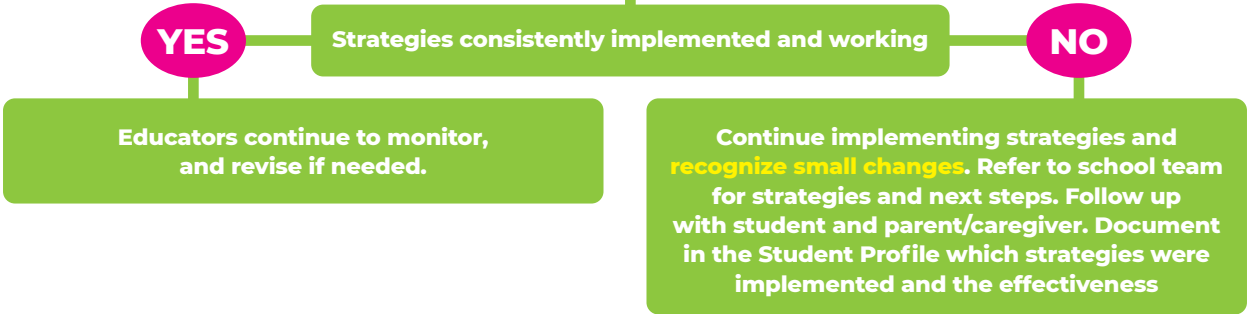 YES
Strategies consistently implemented and working
NO
Educators continue to monitor,
and revise if needed.
Continue implementing strategies and
recognize small changes. Refer to school team
for strategies and next steps. Follow up
with student and parent/caregiver. Document
in the Student Profile which strategies were
implemented and the effectiveness